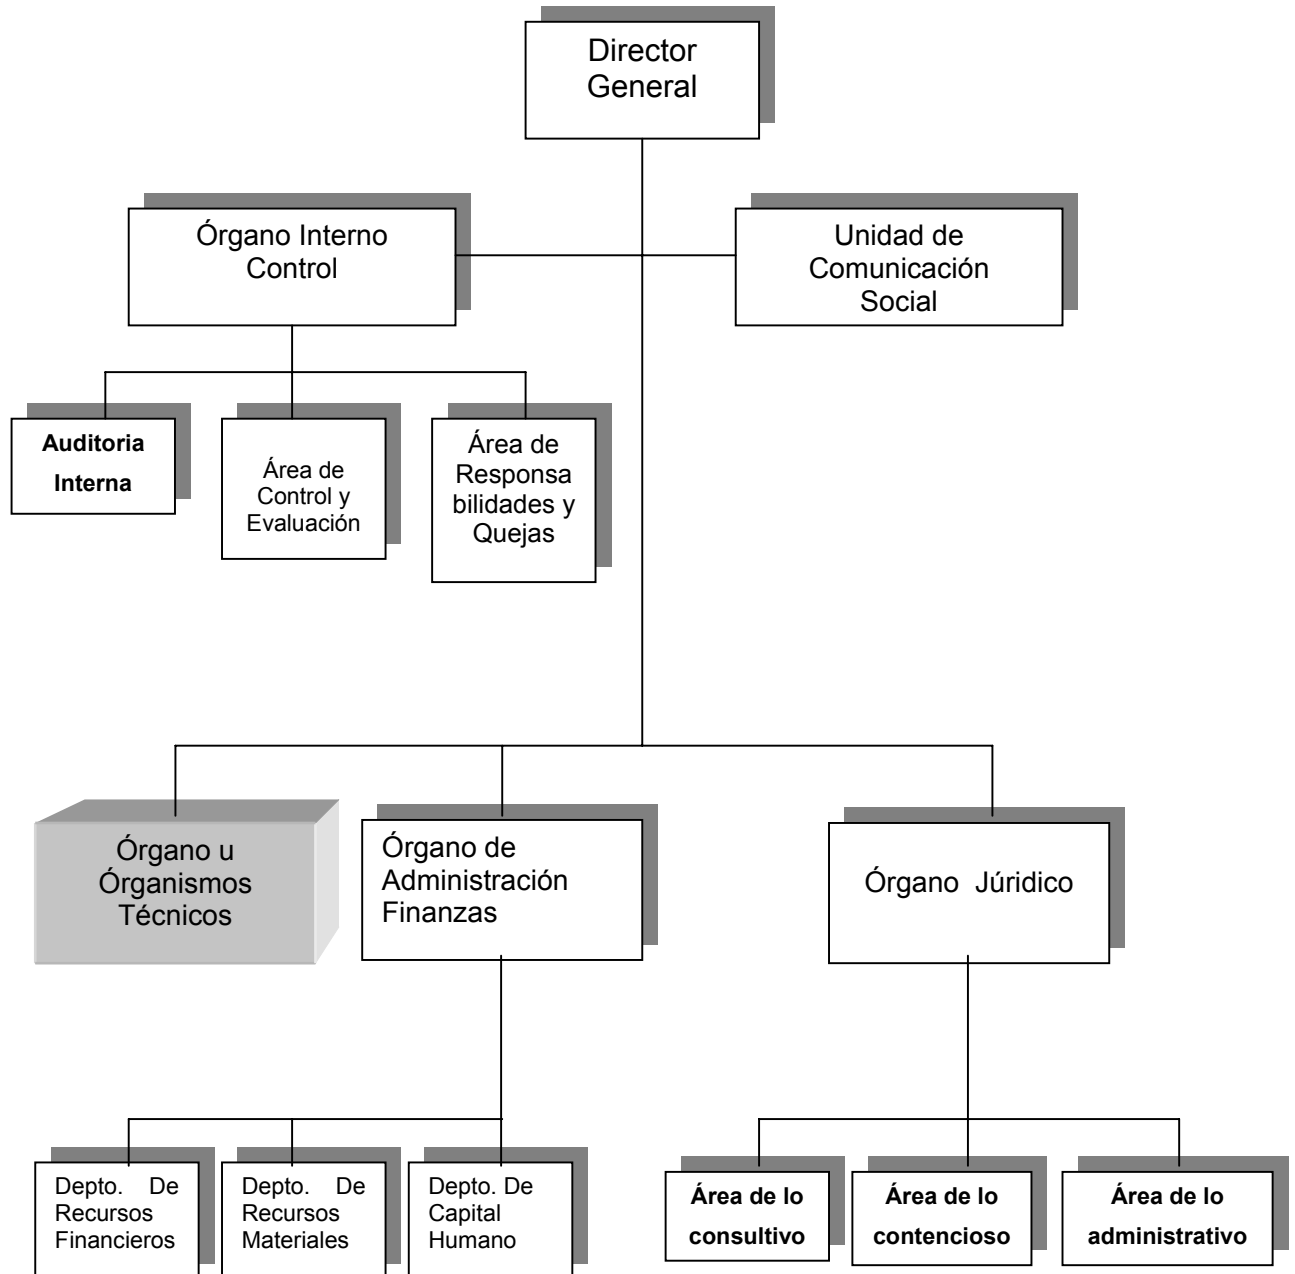 Director
General
Órgano Interno
Control
Unidad de
Comunicación
Social
Auditoria
Interna
Área de
Control y
Evaluación
Área de
Responsa
bilidades y
Quejas
Órgano u
Órganismos
Técnicos
Órgano de
Administración
Finanzas
Órgano Júridico
Depto. De
Recursos
Financieros
Depto. De
Recursos
Materiales
Depto. De
Capital
Humano
Área de lo
consultivo
Área de lo
contencioso
Área de lo
administrativo